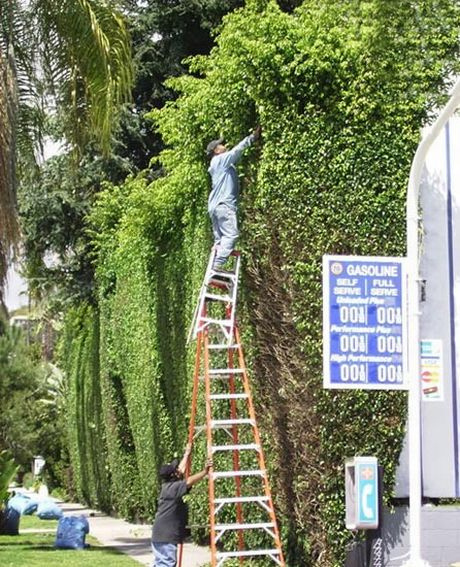 GASOLINE
SELF SERVE FULL SERVE
Unleaded Plus
00 00
Performance Plus
00 00
High Performance
00 00